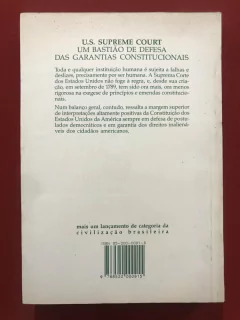 U.S. SUPREME COURT
UM BASTIÃO DE DEFESA
DAS GARANTIAS CONSTITUCIONAIS
Toda e qualquer instituição humana é sujeita a falhas e
deslizes, precisamente por ser humana. A Suprema Corte
dos Estados Unidos não foge à regra, e, desde sua cria-
ção, em setembro de 1789, tem sido ora mais, ora menos
rigorosa na exegese de princípios e emendas constitucio-
nais.
Num balanço geral, contudo, ressalta a margem superior
de interpretações altamente positivas da Constituição dos
Estados Unidos da América sempre em defesa de postu-
lados democráticos e em garantia dos direitos inalien-
áveis dos cidadãos americanos.
mais um lançamento de categoria da
civilização brasileira